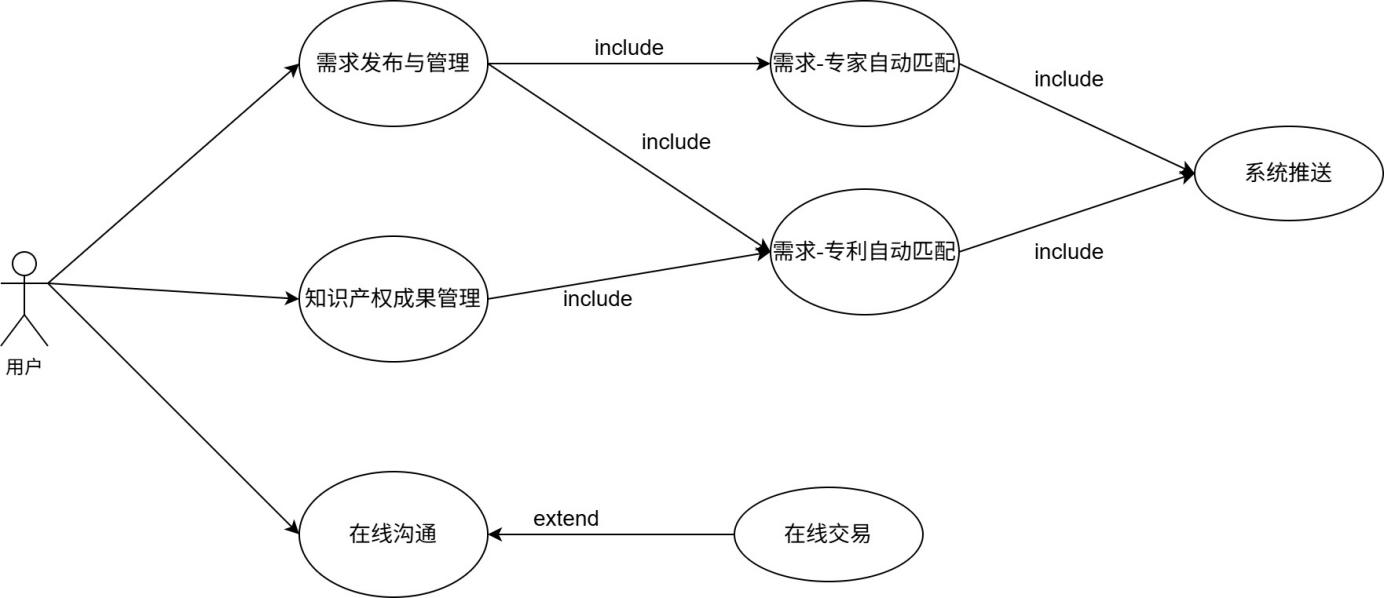 需求发布与管理
include
需求-专家自动匹配
include
include
系统推送
需求-专利自动匹配
include
知识产权成果管理
include
用户
在线沟通
extend
在线交易